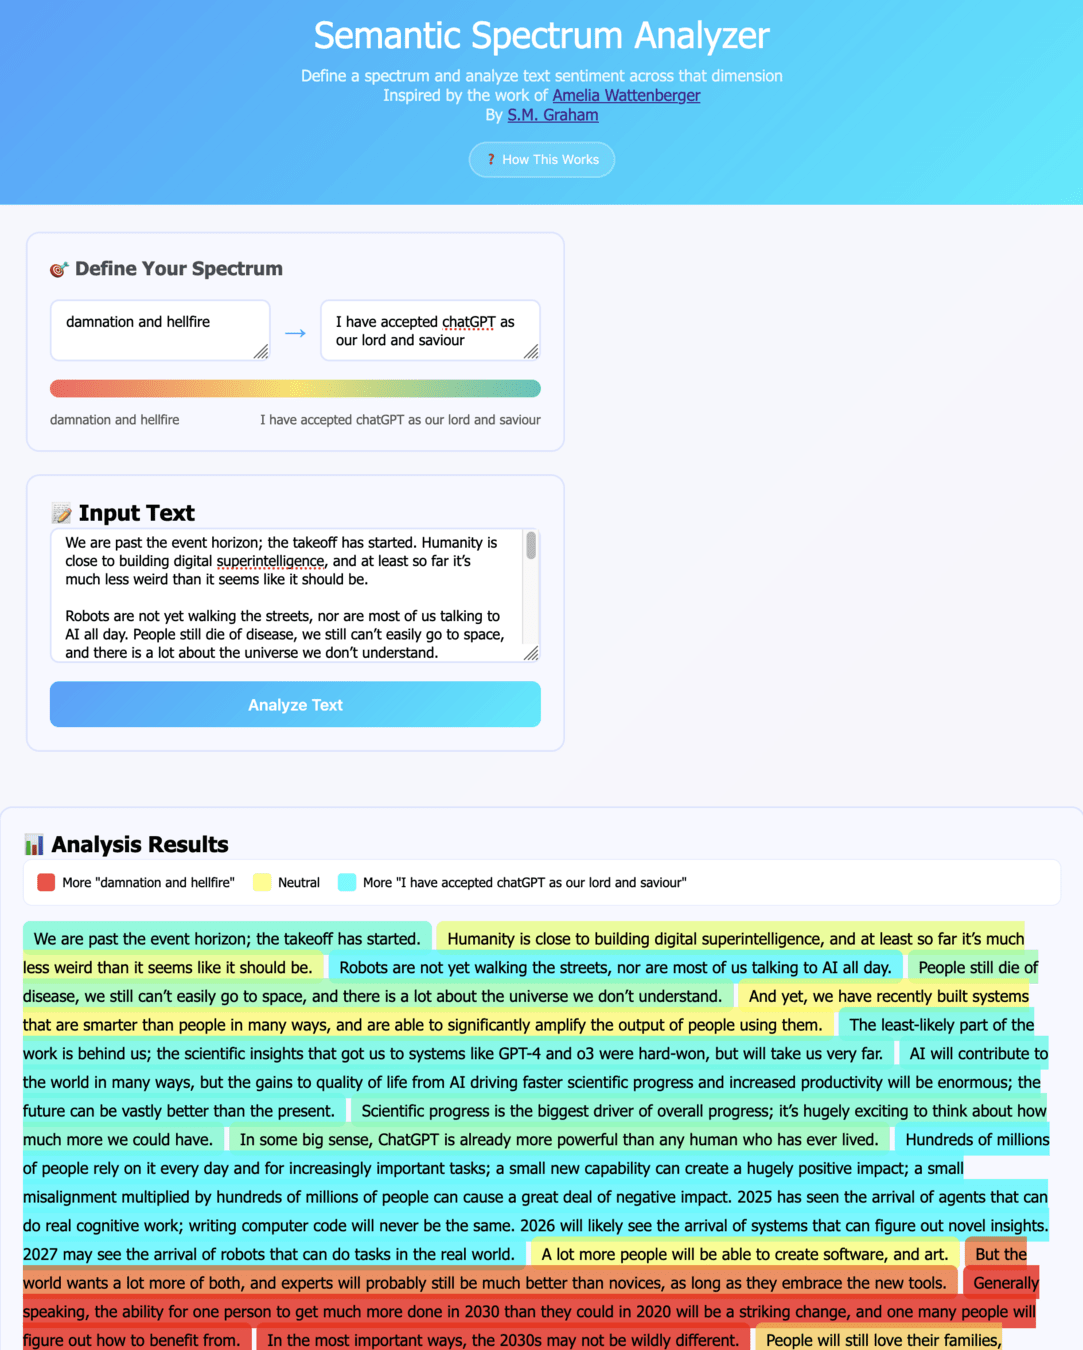 Semantic Spectrum Analyzer
Define a spectrum and analyze text sentiment across that dimension
Inspired by the work of Amelia Wattenberger
By S.M. Graham
❓ How This Works
🎯 Define Your Spectrum
damnation and hellfire
→
I have accepted chatGPT as
our lord and saviour
damnation and hellfire
I have accepted chatGPT as our lord and saviour
📝 Input Text
We are past the event horizon; the takeoff has started. Humanity is
close to building digital superintelligence, and at least so far it’s
much less weird than it seems like it should be.
Robots are not yet walking the streets, nor are most of us talking to
AI all day. People still die of disease, we still can’t easily go to space,
and there is a lot about the universe we don’t understand.
Analyze Text
📊 Analysis Results
More "damnation and hellfire"
Neutral
More "I have accepted chatGPT as our lord and saviour"
We are past the event horizon; the takeoff has started. Humanity is close to building digital superintelligence, and at least so far it’s much
less weird than it seems like it should be. Robots are not yet walking the streets, nor are most of us talking to AI all day. People still die of
disease, we still can’t easily go to space, and there is a lot about the universe we don’t understand. And yet, we have recently built systems
that are smarter than people in many ways, and are able to significantly amplify the output of people using them. The least-likely part of the
work is behind us; the scientific insights that got us to systems like GPT-4 and o3 were hard-won, but will take us very far. AI will contribute to
the world in many ways, but the gains to quality of life from AI driving faster scientific progress and increased productivity will be enormous; the
future can be vastly better than the present. Scientific progress is the biggest driver of overall progress; it’s hugely exciting to think about how
much more we could have. In some big sense, ChatGPT is already more powerful than any human who has ever lived. Hundreds of millions
of people rely on it every day and for increasingly important tasks; a small new capability can create a hugely positive impact; a small
misalignment multiplied by hundreds of millions of people can cause a great deal of negative impact. 2025 has seen the arrival of agents that can
do real cognitive work; writing computer code will never be the same. 2026 will likely see the arrival of systems that can figure out novel insights.
2027 may see the arrival of robots that can do tasks in the real world. A lot more people will be able to create software, and art. But the
world wants a lot more of both, and experts will probably still be much better than novices, as long as they embrace the new tools. Generally
speaking, the ability for one person to get much more done in 2030 than they could in 2020 will be a striking change, and one many people will
figure out how to benefit from. In the most important ways, the 2030s may not be wildly different. People will still love their families,